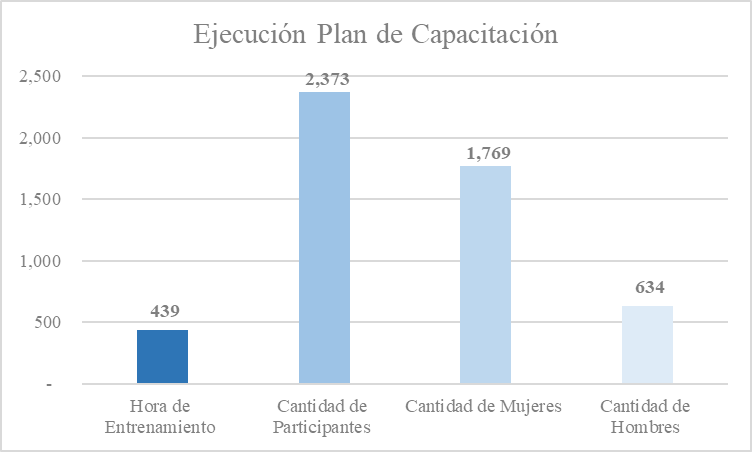 Ejecución Plan de Capacitación
2,500
2,000
1,500
1,000
500
-
439
2,373
1,769
634
Hora de
Entrenamiento
Cantidad de
Participantes
Cantidad de Mujeres
Cantidad de
Hombres